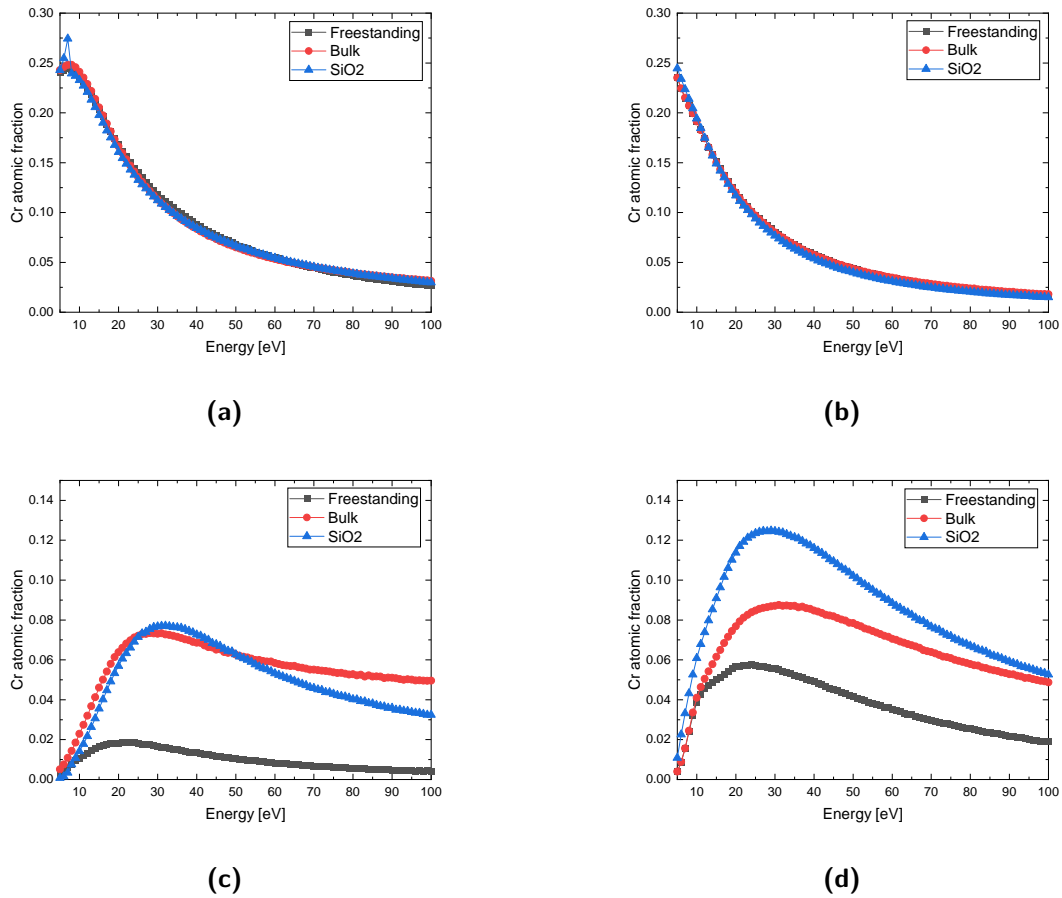 Cr atomic fraction
0.30
0.25
0.20
0.15
0.10
0.05
0.00
Freestanding
Bulk
SiO2
10 20 30 40 50 60 70 80 90 100
Energy [eV]
(a)
Cr atomic fraction
0.30
0.25
0.20
0.15
0.10
0.05
0.00
Freestanding
Bulk
SiO2
10 20 30 40 50 60 70 80 90 100
Energy [eV]
(b)
Cr atomic fraction
0.14
0.12
0.10
0.08
0.06
0.04
0.02
0.00
Freestanding
Bulk
SiO2
10 20 30 40 50 60 70 80 90 100
Energy [eV]
(c)
Cr atomic fraction
0.14
0.12
0.10
0.08
0.06
0.04
0.02
0.00
Freestanding
Bulk
SiO2
10 20 30 40 50 60 70 80 90 100
Energy [eV]
(d)